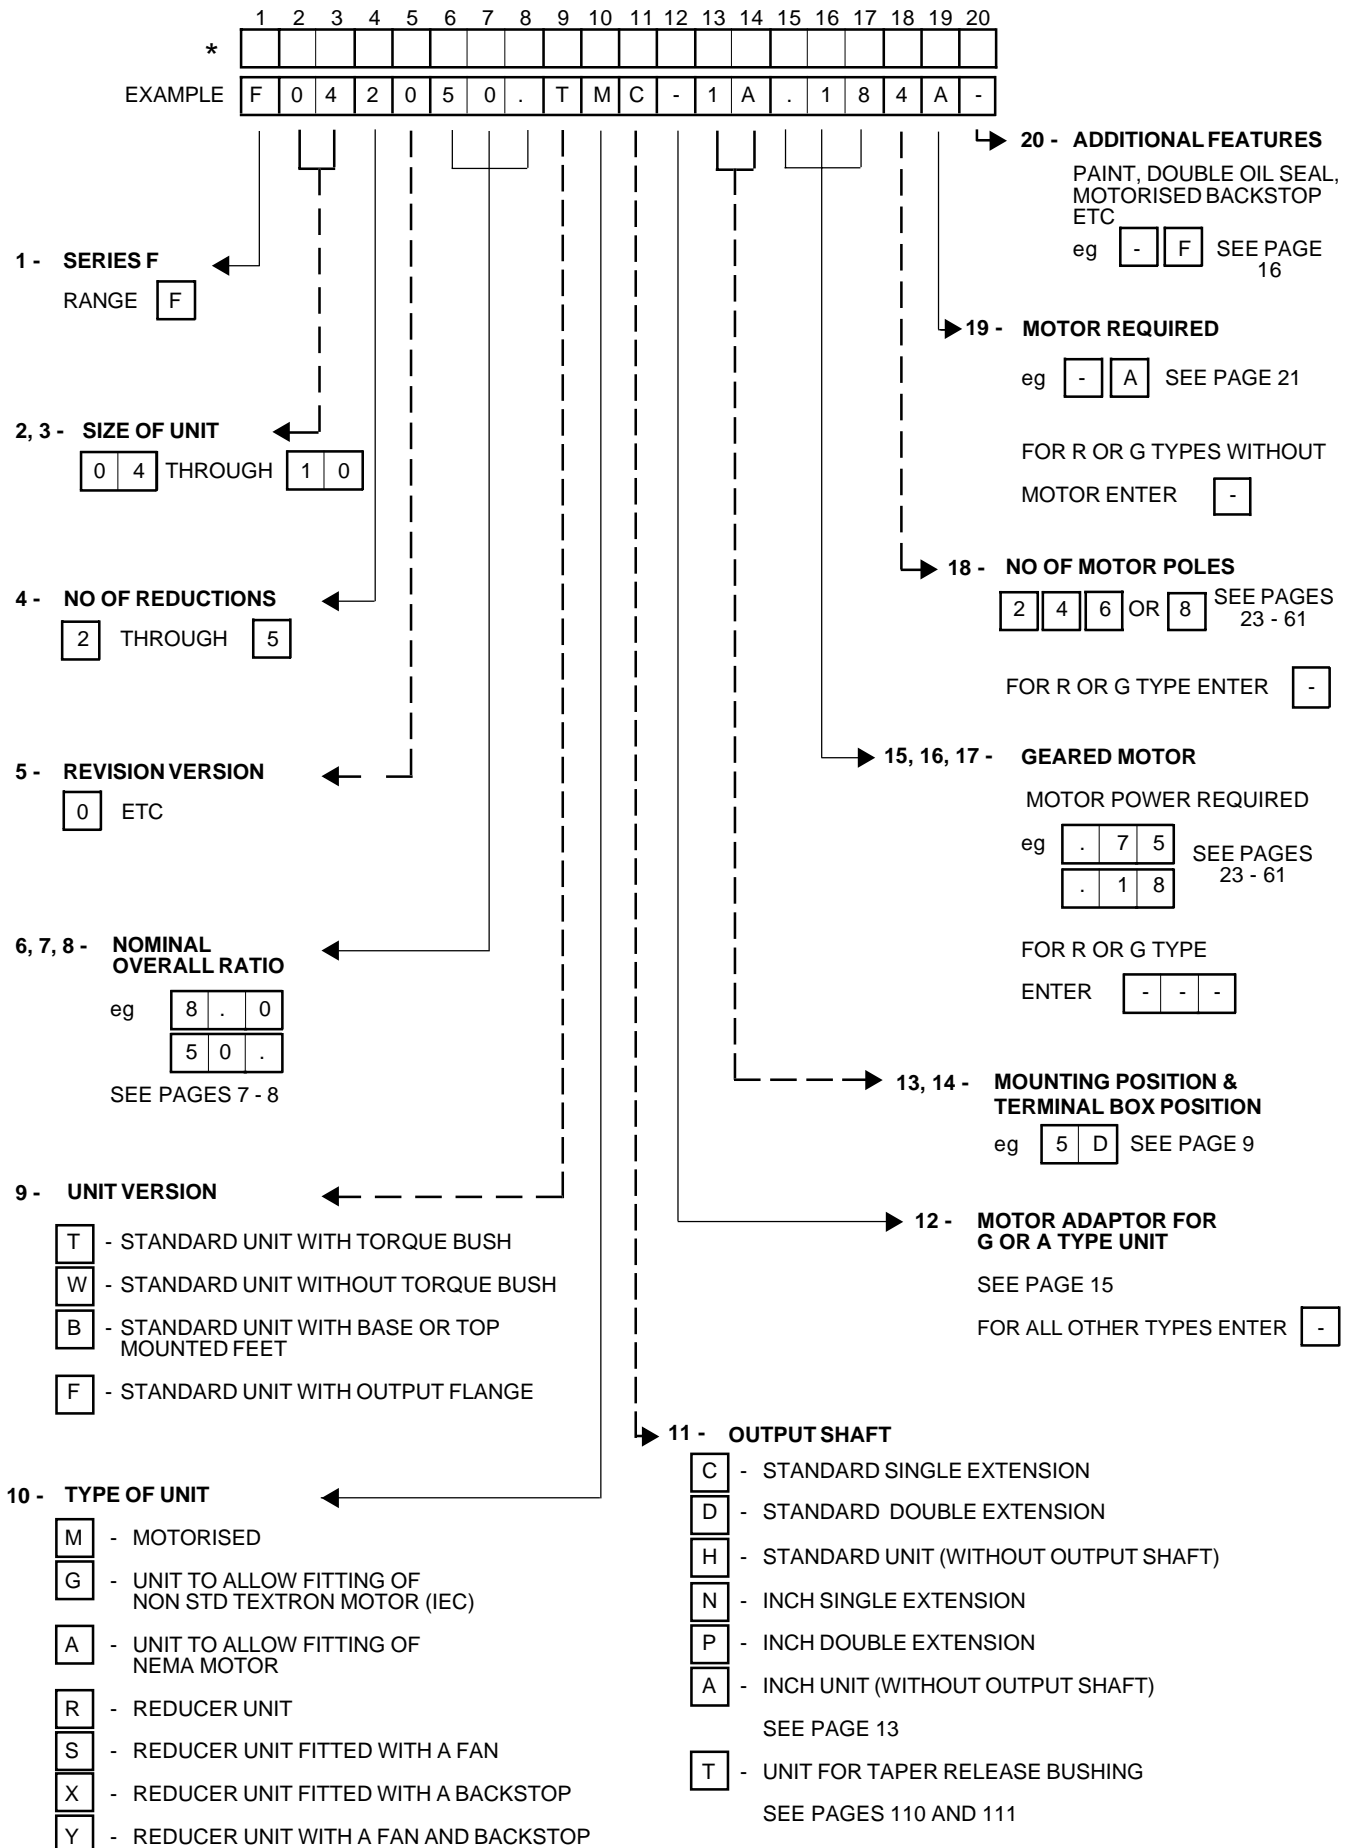 1 2 3 4 5 6 7 8 9 10 11 12 13 14 15 16 17 18 19 20
*
EXAMPLE F 0 4 2 0 5 0 . T M C - 1 A . 1 8 4 A -
1 - SERIES F
RANGE F
2, 3 - SIZE OF UNIT
0 4 THROUGH 1 0
4 - NO OF REDUCTIONS
2 THROUGH 5
5 - REVISION VERSION
0 ETC
6, 7, 8 - NOMINAL
OVERALL RATIO
eg 8 . 0
5 0 .
SEE PAGES 7 - 8
9 - UNIT VERSION
T - STANDARD UNIT WITH TORQUE BUSH
W - STANDARD UNIT WITHOUT TORQUE BUSH
B - STANDARD UNIT WITH BASE OR TOP
MOUNTED FEET
F - STANDARD UNIT WITH OUTPUT FLANGE
10 - TYPE OF UNIT
M - MOTORISED
G - UNIT TO ALLOW FITTING OF
NON STD TEXTRON MOTOR (IEC)
A - UNIT TO ALLOW FITTING OF
NEMA MOTOR
R - REDUCER UNIT
S - REDUCER UNIT FITTED WITH A FAN
X - REDUCER UNIT FITTED WITH A BACKSTOP
Y - REDUCER UNIT WITH A FAN AND BACKSTOP
20 - ADDITIONAL FEATURES
PAINT, DOUBLE OIL SEAL,
MOTORISED BACKSTOP
ETC
eg - F SEE PAGE
16
19 - MOTOR REQUIRED
eg - A SEE PAGE 21
FOR R OR G TYPES WITHOUT
MOTOR ENTER -
18 - NO OF MOTOR POLES
2 4 6 OR 8 SEE PAGES
23 - 61
FOR R OR G TYPE ENTER -
15, 16, 17 - GEARED MOTOR
MOTOR POWER REQUIRED
eg . 7 5 SEE PAGES
. 1 8 23 - 61
FOR R OR G TYPE
ENTER - - -
13, 14 - MOUNTING POSITION &
TERMINAL BOX POSITION
eg 5 D SEE PAGE 9
12 - MOTOR ADAPTOR FOR
G OR A TYPE UNIT
SEE PAGE 15
FOR ALL OTHER TYPES ENTER -
11 - OUTPUT SHAFT
C - STANDARD SINGLE EXTENSION
D - STANDARD DOUBLE EXTENSION
H - STANDARD UNIT (WITHOUT OUTPUT SHAFT)
N - INCH SINGLE EXTENSION
P - INCH DOUBLE EXTENSION
A - INCH UNIT (WITHOUT OUTPUT SHAFT)
SEE PAGE 13
T - UNIT FOR TAPER RELEASE BUSHING
SEE PAGES 110 AND 111